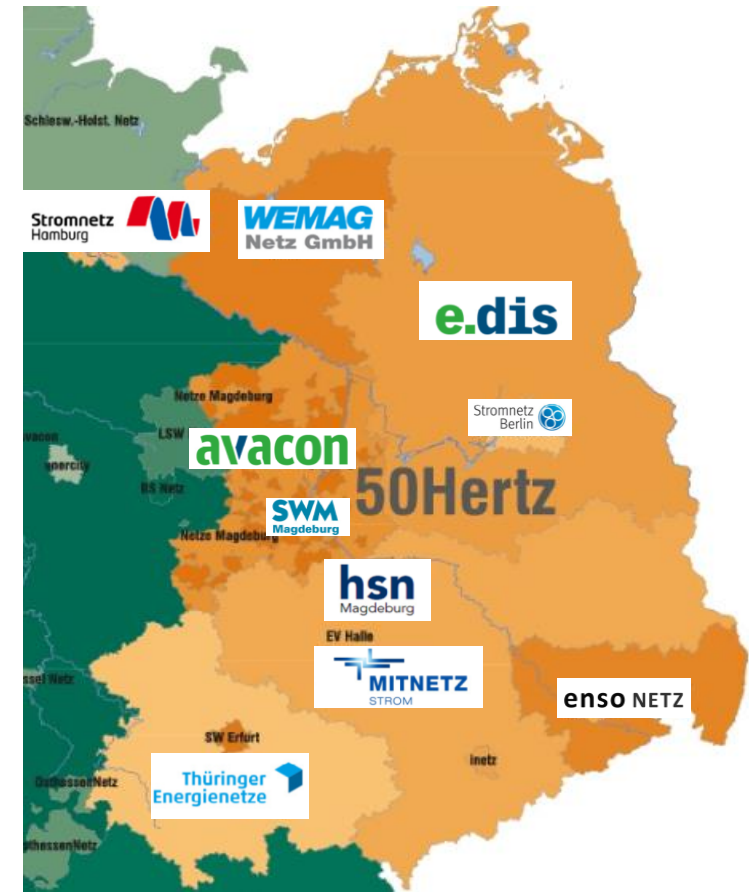 Schlesw.-Holst. Netz
Stromnetz
Hamburg
WEMAG
Netz GmbH
e.dis
Netze Magdeburg
Stromnetz
Berlin
LSW
avacon
enercity
BS Netz
50Hertz
SWM
Magdeburg
Netze Magdeburg
hsn
Magdeburg
EV Halle
MITNETZ
STROM
enso NETZ
SW Erfurt
inetz
Thüringer
Energienetze
OsthessenNetz